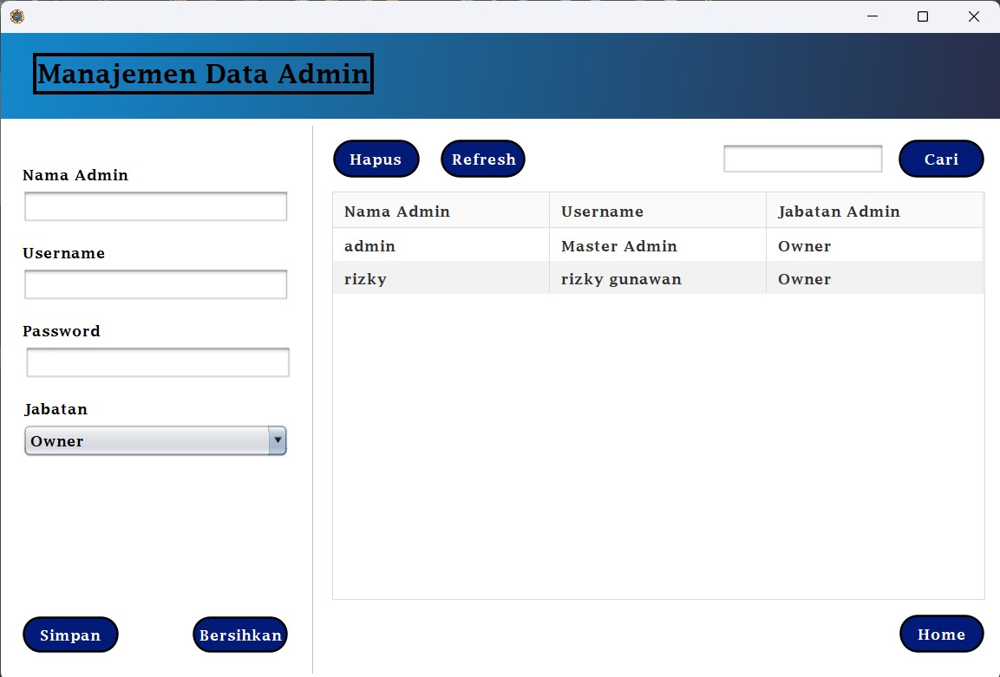 Manajemen Data Admin
Nama Admin
Username
Password
Jabatan
Owner
Simpan Bersihkan
Hapus Refresh Cari
Nama Admin Username Jabatan Admin
admin Master Admin Owner
rizky rizky gunawan Owner
Home